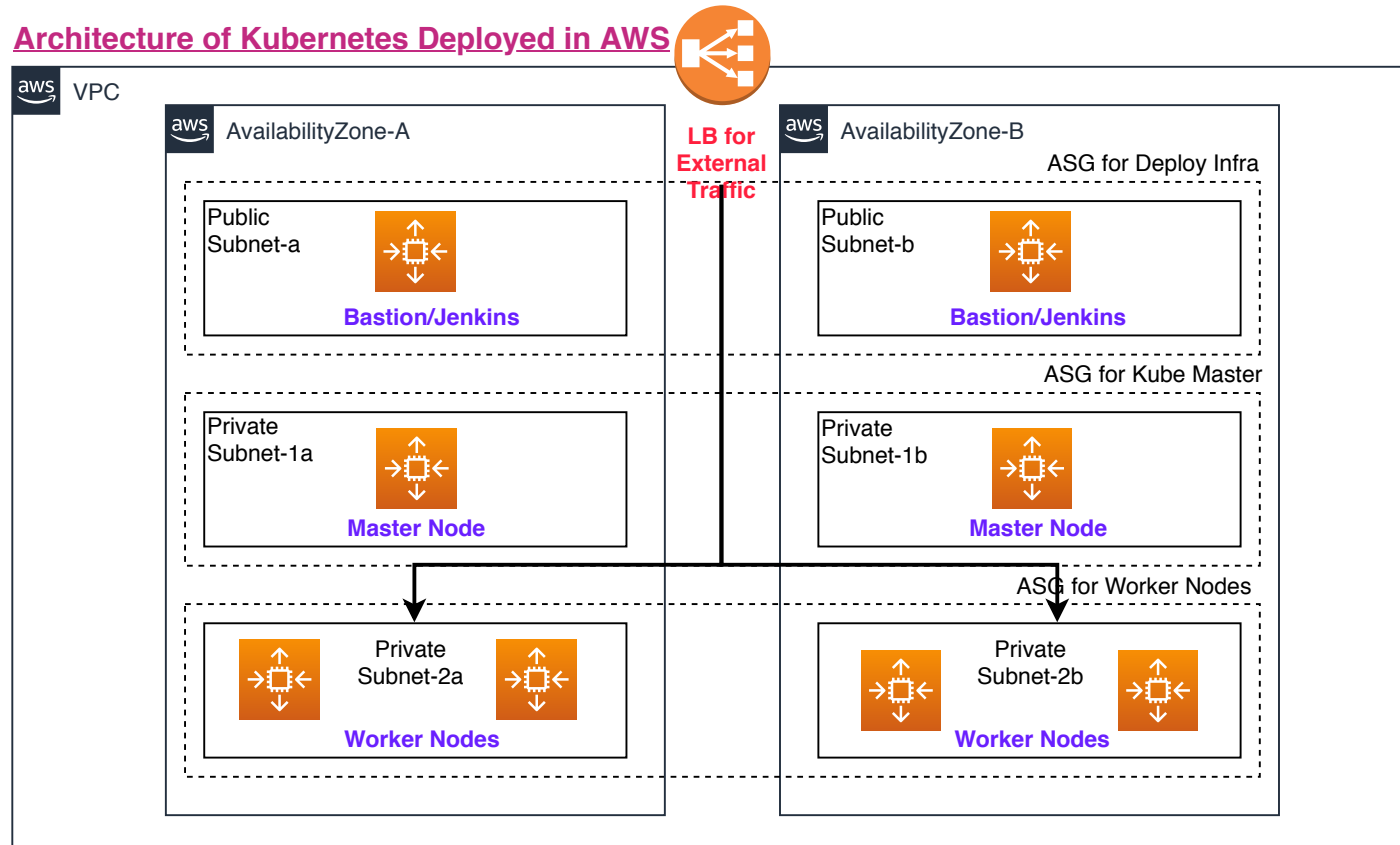 Architecture of Kubernetes Deployed in AWS
aws
VPC
aws
AvailabilityZone-A
LB for
External
Traffic
aws
AvailabilityZone-B
ASG for Deploy Infra
Public
Subnet-a
Bastion/Jenkins
Public
Subnet-b
Bastion/Jenkins
ASG for Kube Master
Private
Subnet-1a
Master Node
Private
Subnet-1b
Master Node
ASG for Worker Nodes
Private
Subnet-2a
Worker Nodes
Private
Subnet-2b
Worker Nodes